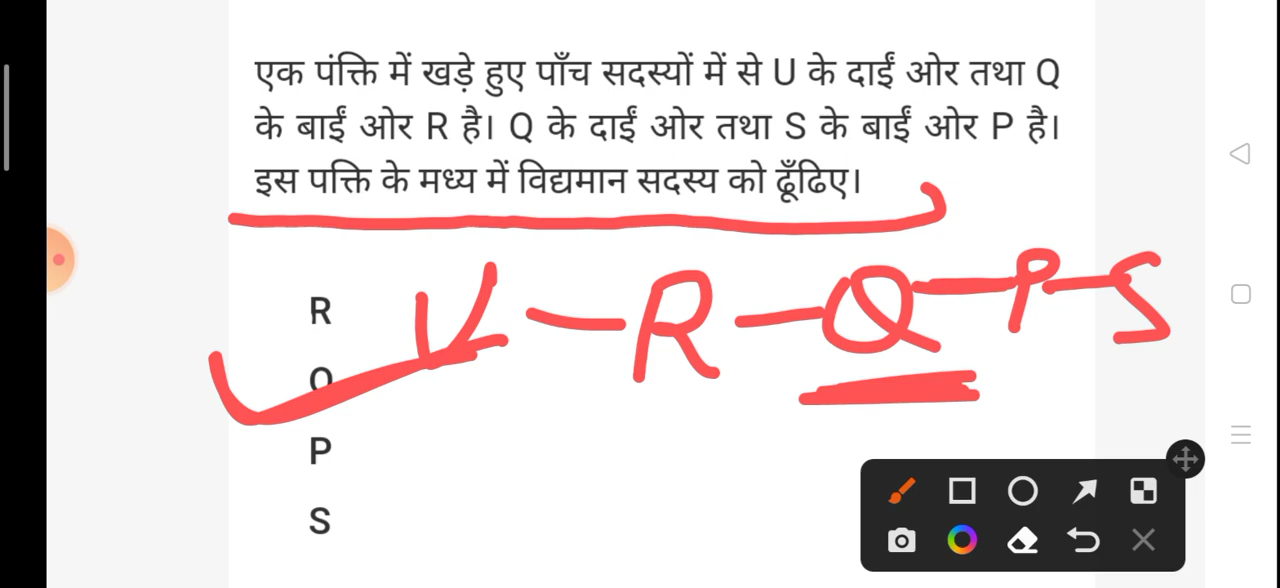 एक पंक्ति में खड़े हुए पाँच सदस्यों में से U के दाईं ओर तथा Q
के बाईं ओर R है। Q के दाईं ओर तथा S के बाईं ओर P है।
इस पक्ति के मध्य में विद्यमान सदस्य को ढूँढिए।
R
U - R - Q - P - S
Q
P
S